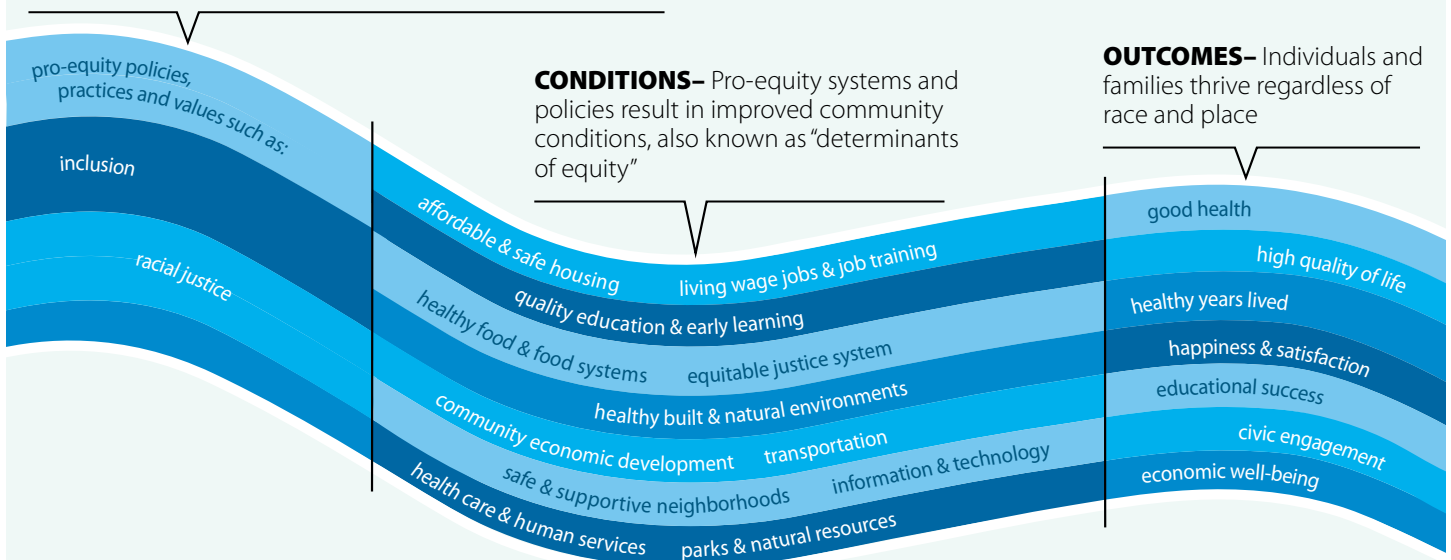 pro-equity policies,
practices and values such as:
inclusion
racial justice
CONDITIONS– Pro-equity systems and
policies result in improved community
conditions, also known as “determinants
of equity”
affordable & safe housing
living wage jobs & job training
quality education & early learning
healthy food & food systems
equitable justice system
healthy built & natural environments
community economic development
transportation
safe & supportive neighborhoods
information & technology
health care & human services
parks & natural resources
OUTCOMES– Individuals and
families thrive regardless of
race and place
good health
high quality of life
healthy years lived
happiness & satisfaction
educational success
civic engagement
economic well-being